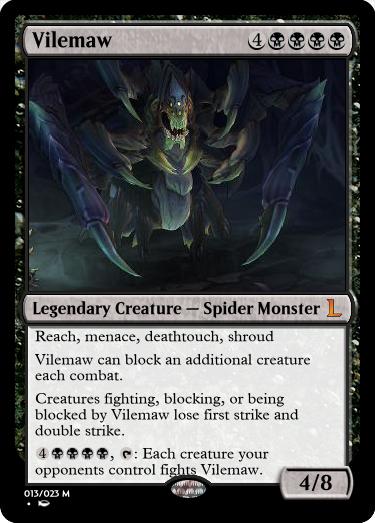 Vilemaw 4
Legendary Creature — Spider Monster L
Reach, menace, deathtouch, shroud
Vilemaw can block an additional creature
each combat.
Creatures fighting, blocking, or being
blocked by Vilemaw lose first strike and
double strike.
4 , : Each creature your
opponents control fights Vilemaw.
4/8
013/023 M